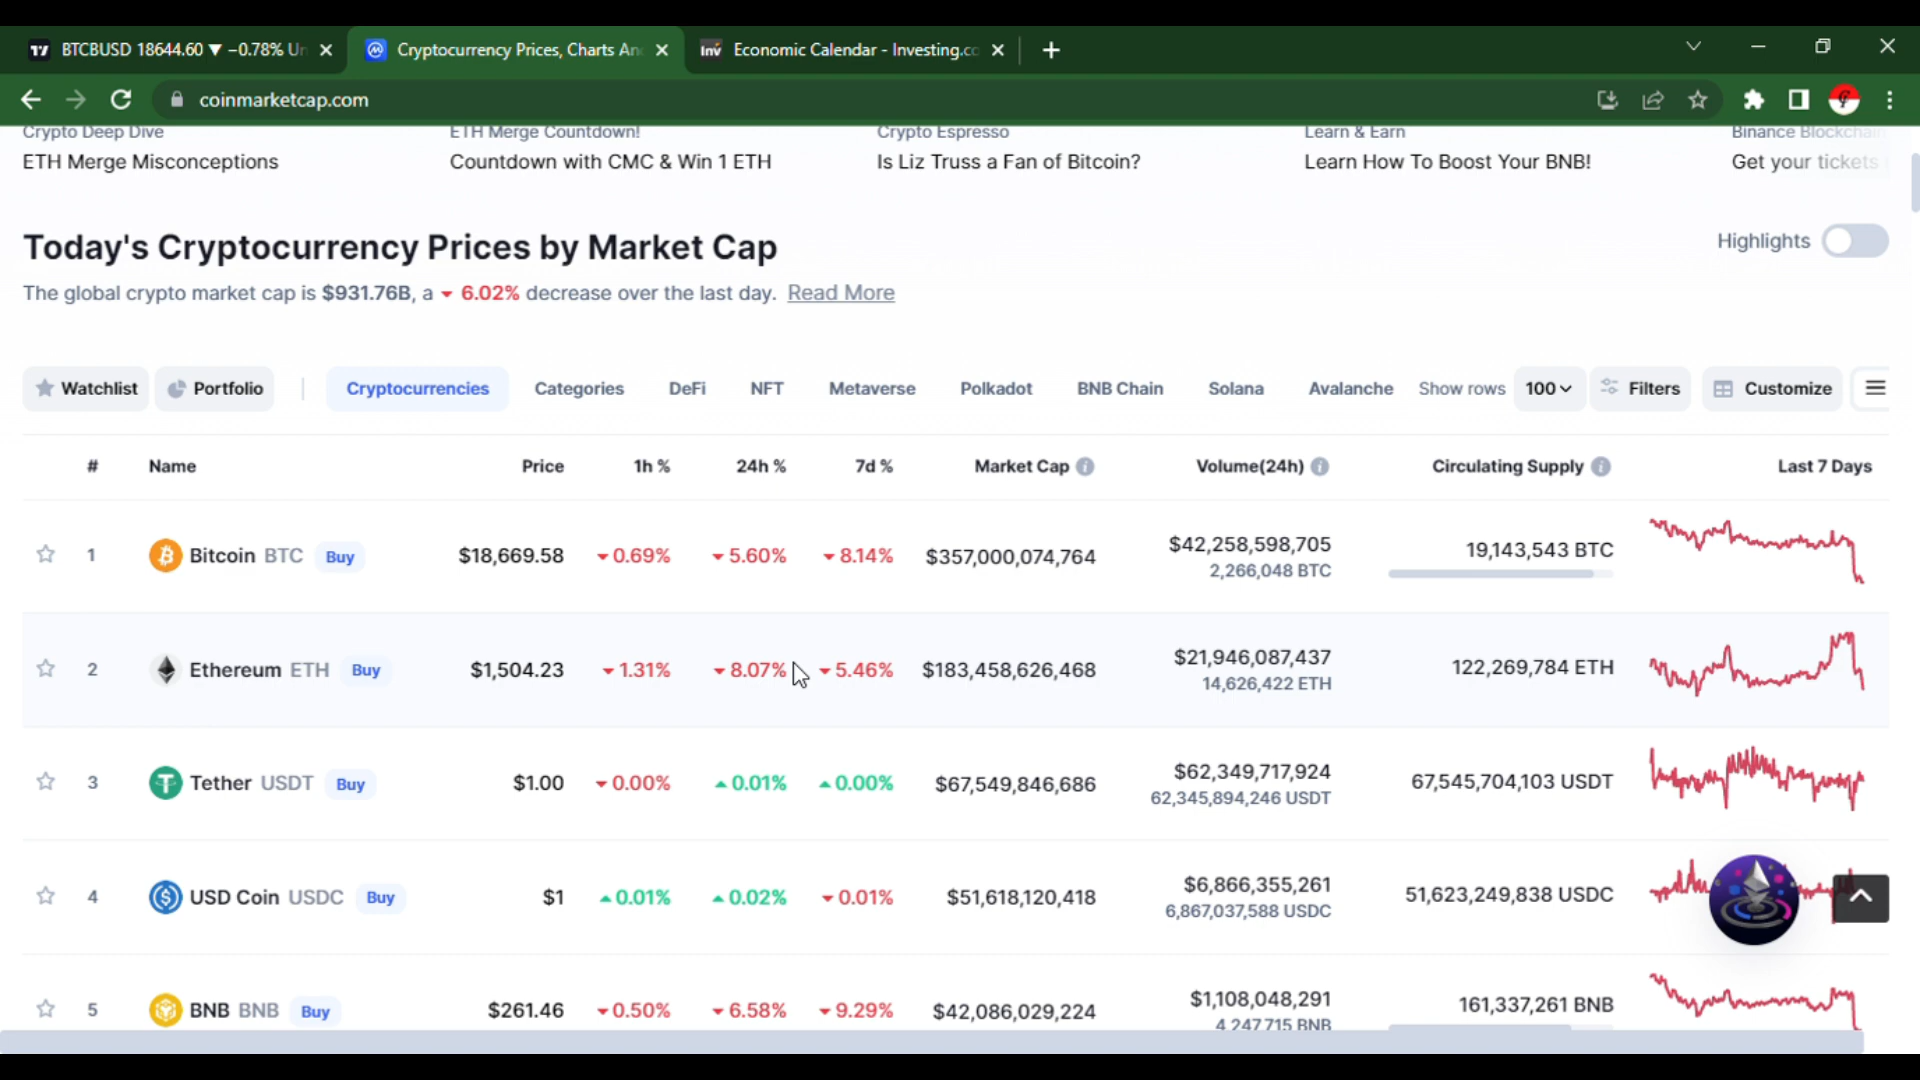 BTCBUSD 18644.60 ▼ −0.78% Un
Cryptocurrency Prices, Charts An
Economic Calendar - Investing.co
coinmarketcap.com
Crypto Deep Dive
ETH Merge Countdown!
Crypto Espresso
Learn & Earn
Binance Blockchain
ETH Merge Misconceptions
Countdown with CMC & Win 1 ETH
Is Liz Truss a Fan of Bitcoin?
Learn How To Boost Your BNB!
Get your tickets
Today's Cryptocurrency Prices by Market Cap
Highlights
The global crypto market cap is $931.76B, a ▼ 6.02% decrease over the last day. Read More
Watchlist Portfolio Cryptocurrencies Categories DeFi NFT Metaverse Polkadot BNB Chain Solana Avalanche Show rows 100 Filters Customize
# Name Price 1h % 24h % 7d % Market Cap Volume(24h) Circulating Supply Last 7 Days
1 Bitcoin BTC Buy $18,669.58 ▼ 0.69% ▼ 5.60% ▼ 8.14% $357,000,074,764 $42,258,598,705 19,143,543 BTC
2,266,048 BTC
2 Ethereum ETH Buy $1,504.23 ▼ 1.31% ▼ 8.07% ▼ 5.46% $183,458,626,468 $21,946,087,437 122,269,784 ETH
14,626,422 ETH
3 Tether USDT Buy $1.00 ▼ 0.00% ▲ 0.01% ▲ 0.00% $67,549,846,686 $62,349,717,924 67,545,704,103 USDT
62,345,894,246 USDT
4 USD Coin USDC Buy $1 ▲ 0.01% ▲ 0.02% ▼ 0.01% $51,618,120,418 $6,866,355,261 51,623,249,838 USDC
6,867,037,588 USDC
5 BNB BNB Buy $261.46 ▼ 0.50% ▼ 6.58% ▼ 9.29% $42,086,029,224 $1,108,048,291 161,337,261 BNB
4,247,715 BNB